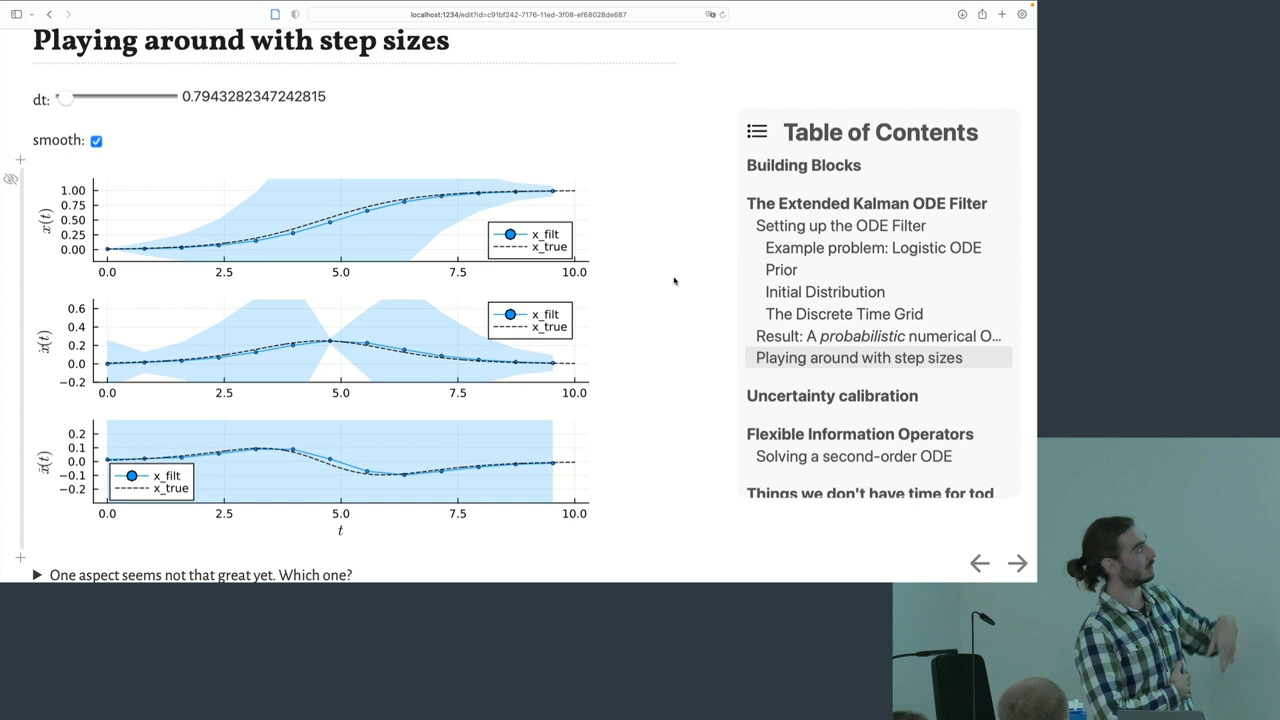 localhost:1234/edit?id=c91bf242-7176-11ed-3f08-ef68028de687
Playing around with step sizes
dt: 0.7943282347242815
smooth:
1.00
0.75
0.50
0.25
0.00
x(t)
x_filt
x_true
0.0 2.5 5.0 7.5 10.0
0.6
0.4
0.2
0.0
−0.2
ẋ(t)
x_filt
x_true
0.0 2.5 5.0 7.5 10.0
0.2
0.1
0.0
−0.1
−0.2
ẍ(t)
x_filt
x_true
0.0 2.5 5.0 7.5 10.0
t
One aspect seems not that great yet. Which one?
Table of Contents
Building Blocks
The Extended Kalman ODE Filter
Setting up the ODE Filter
Example problem: Logistic ODE
Prior
Initial Distribution
The Discrete Time Grid
Result: A probabilistic numerical O...
Playing around with step sizes
Uncertainty calibration
Flexible Information Operators
Solving a second-order ODE
Things we don't have time for tod